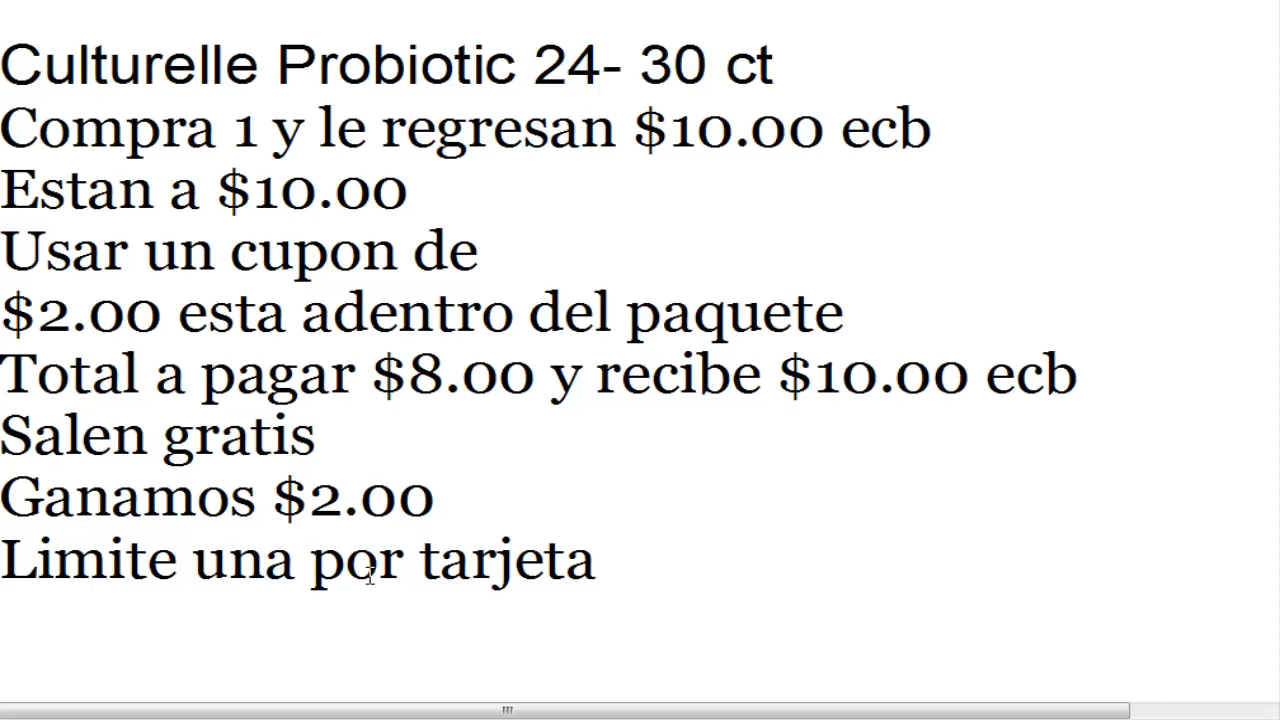 Culturelle Probiotic 24- 30 ct
Compra 1 y le regresan $10.00 ecb
Estan a $10.00
Usar un cupon de
$2.00 esta adentro del paquete
Total a pagar $8.00 y recibe $10.00 ecb
Salen gratis
Ganamos $2.00
Limite una por tarjeta